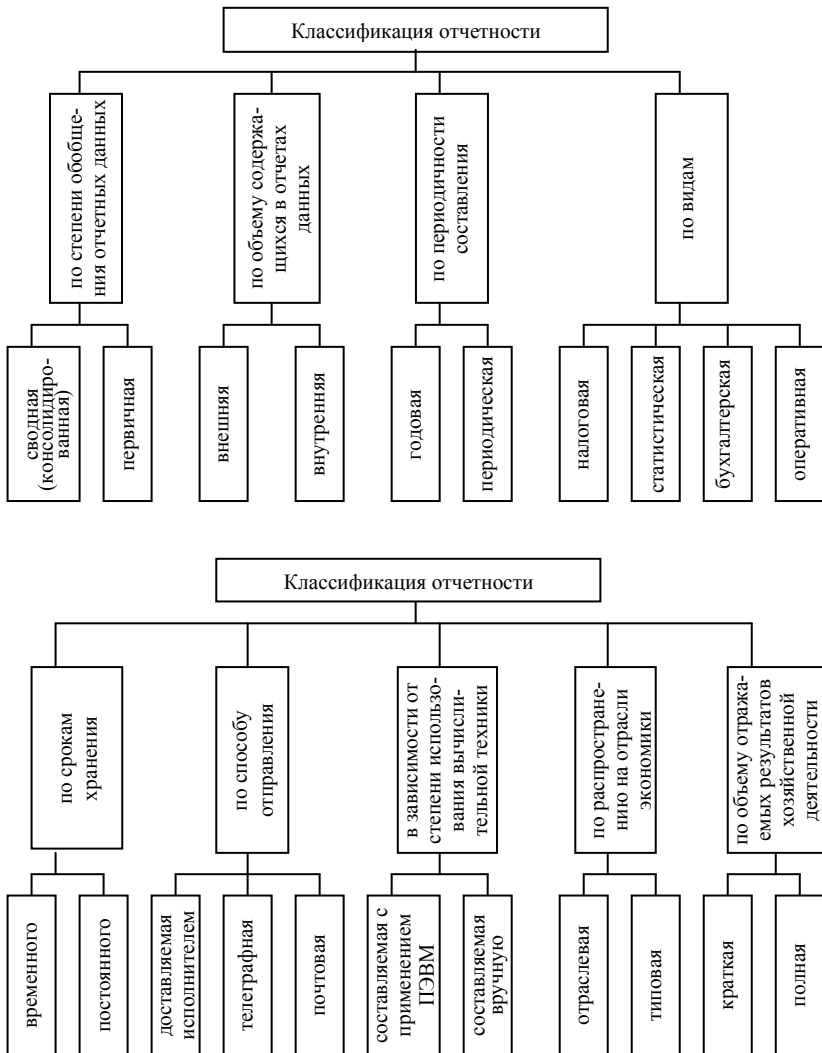 Классификация отчетности
по степени обобще-
ния отчетных данных
по объему содержа-
щихся в отчетах
данных
по периодичности
составления
по видам
сводная
(консолидиро-
ванная)
первичная
внешняя
внутренняя
годовая
периодическая
налоговая
статистическая
бухгалтерская
оперативная
Классификация отчетности
по срокам
хранения
по способу
отправления
в зависимости от
степени использо-
вания вычисли-
тельной техники
по распростране-
нию на отрасли
экономики
по объему отража-
емых результатов
хозяйственной
деятельности
временного
постоянного
доставляемая
исполнителем
телеграфная
почтовая
составляемая с
применением
ПЭВМ
составляемая
вручную
отраслевая
типовая
краткая
полная